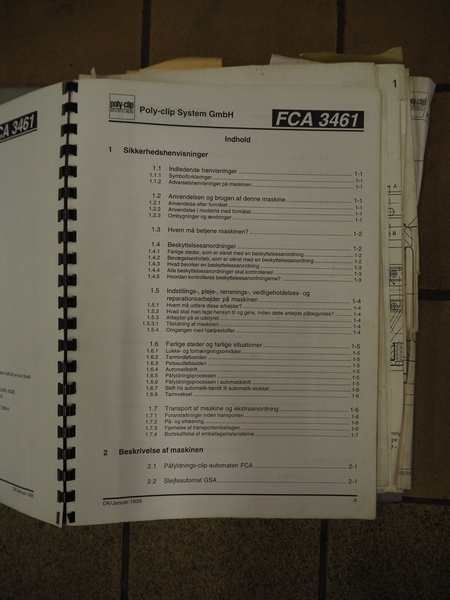 FCA 3461
poly-clip
Poly-clip System GmbH
FCA 3461
Indhold
1 Sikkerhedshenvisninger
1.1 Indledende henvisninger 1-1
1.1.1 Symbolforklaringer 1-1
1.1.2 Advarselshenvisninger på maskinen 1-1
1.2 Anvendelsen og brugen af denne maskine 1-1
1.2.1 Anvendelse efter formålet 1-1
1.2.2 Anvendelse i modstrid med formålet 1-1
1.2.3 Ombygninger og ændringer 1-1
1.3 Hvem må betjene maskinen? 1-2
1.4 Beskyttelsesanordninger 1-2
1.4.1 Farlige steder, som er sikret med en beskyttelsesanordning 1-2
1.4.2 Bevægelsesforløb, som er sikret med en beskyttelsesanordning 1-2
1.4.3 Hvad bevirker en beskyttelsesanordning 1-3
1.4.4 Alle beskyttelsesanordninger skal kontrolleres! 1-3
1.4.5 Hvordan kontrolleres beskyttelsesanordningerne? 1-3
1.5 Indstillings-, pleje-, rensnings-, vedligeholdelses- og
reparationsarbejder på maskinen 1-4
1.5.1 Hvem må udføre disse arbejder? 1-4
1.5.2 Hvad skal man tage hensyn til og gøre, inden dette arbejde påbegyndes? 1-4
1.5.3 Arbejder på el-udstyret 1-4
1.5.3.1 Tilslutning af maskinen 1-4
1.5.4 Omgangen med hjælpestoffer 1-4
1.6 Farlige steder og farlige situationer 1-5
1.6.1 Lukke- og fortrængningsområder 1-5
1.6.2 Tarmindløbssiden 1-5
1.6.3 Pølseudløbssiden 1-5
1.6.4 Automatikdrift 1-5
1.6.5 Påfyldningsprocessen 1-5
1.6.6 Påfyldningsprocessen i automatikdrift 1-5
1.6.7 Skift fra automatik-tændt til automatik-slukket 1-6
1.6.8 Tarmvekset 1-6
1.7 Transport af maskine og ekstraanordning 1-6
1.7.1 Foranstaltninger inden transporten 1-6
1.7.2 På- og aflæsning 1-6
1.7.3 Fjernelse af transportemballagen 1-6
1.7.4 Bortskaffelse af emballagematerialerne 1-7
2 Beskrivelse af maskinen
2.1 Påfyldnings-clip-automaten FCA 2-1
2.2 Sløjfeautomat GSA 2-1
DK/Januar 1995
A
1
poly-clip
A
B